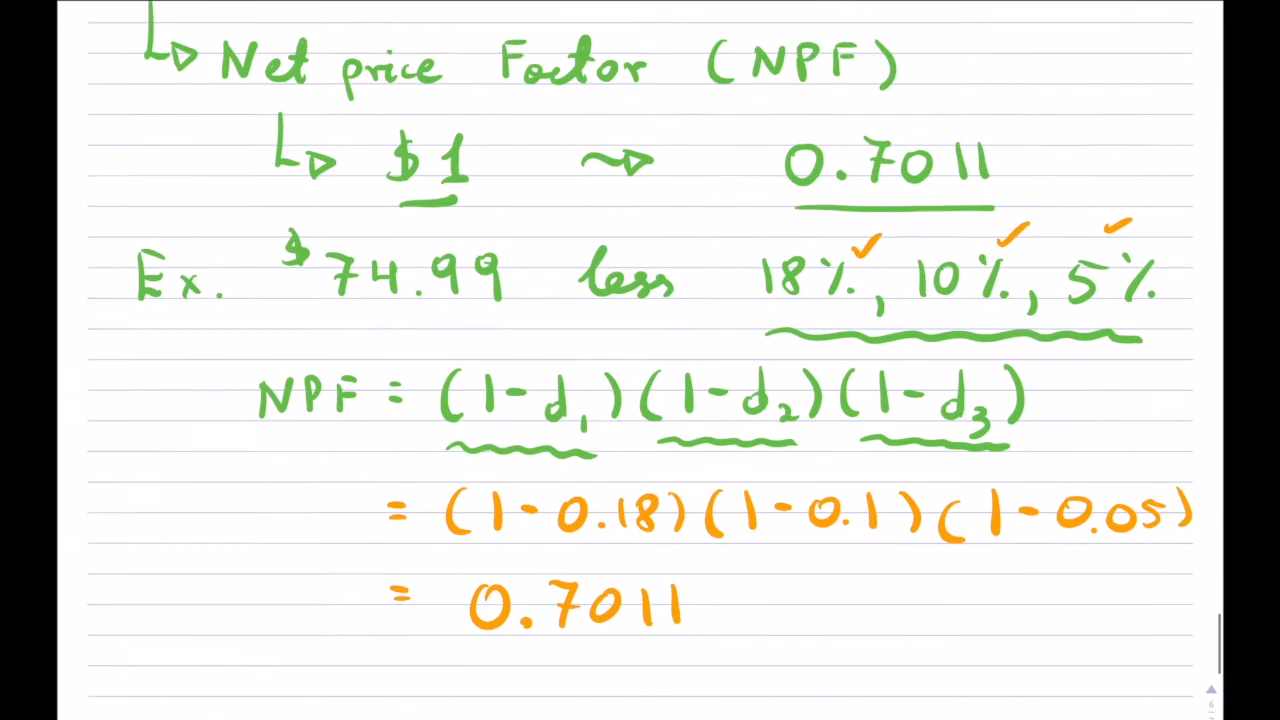 Net price Factor (NPF)
$1 0.7011
Ex. $74.99 less 18%, 10%, 5%
NPF = (1-d₁)(1-d₂)(1-d₃)
= (1-0.18)(1-0.1)(1-0.05)
= 0.7011
6